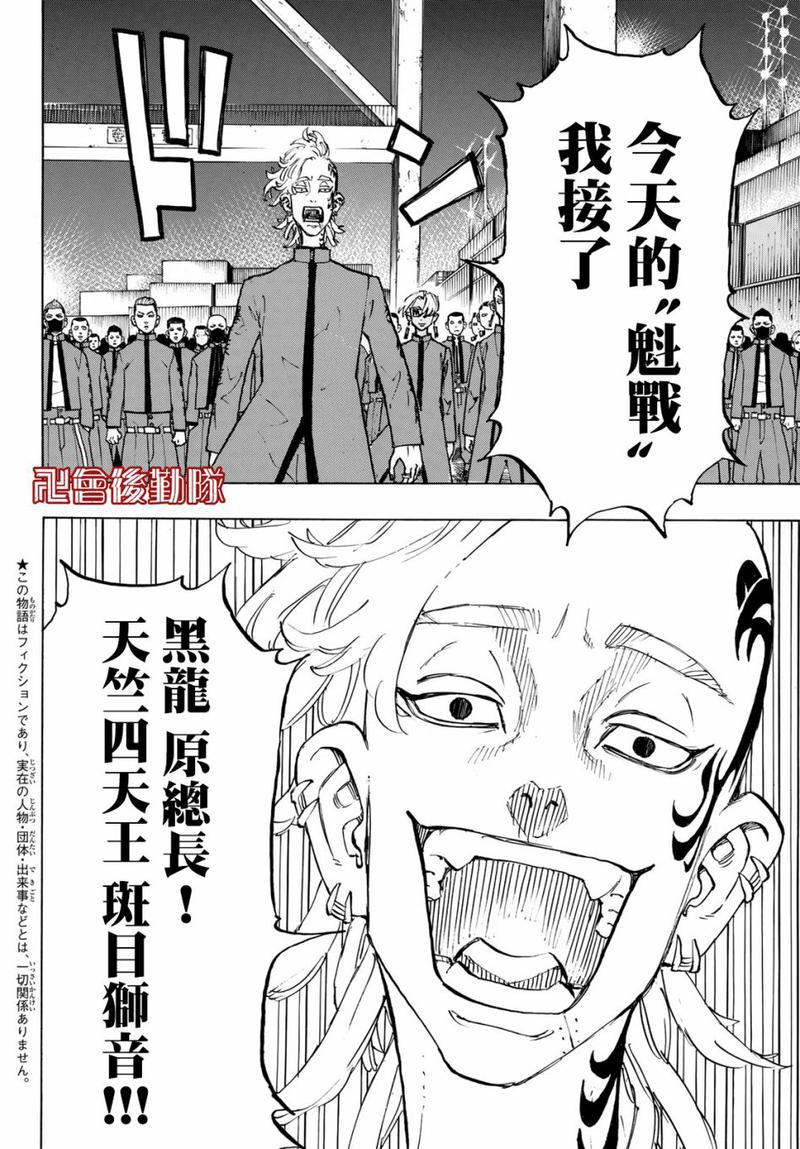 今天的"魁戰"
我接了
ドン
卍會後勤隊
黑龍 原總長！
天竺四天王 斑目獅音!!!
★この物語はフィクションであり、実在の人物・団体・出来事などとは、一切関係ありません。